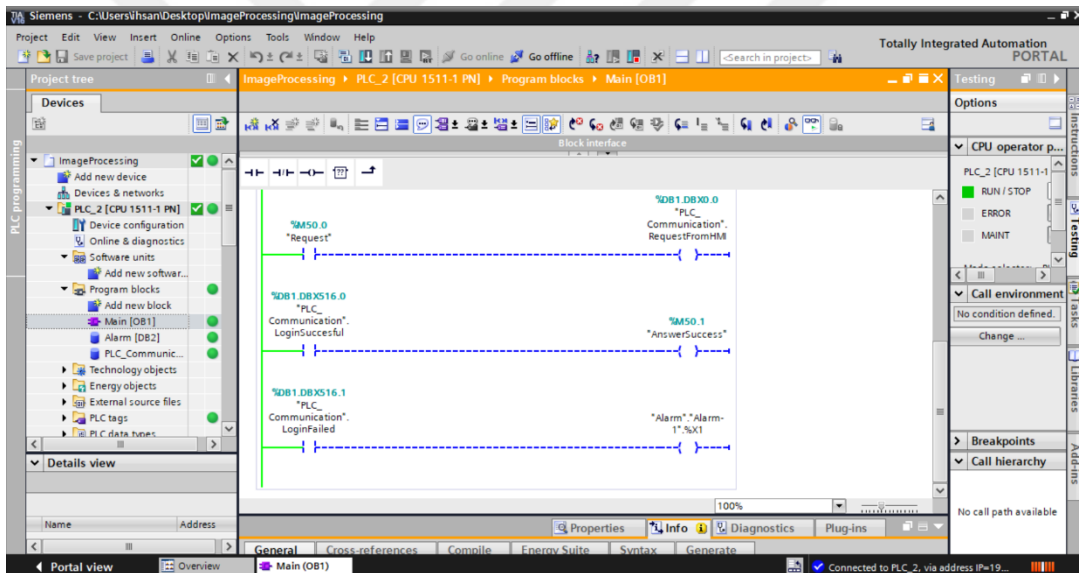 Siemens - C:\Users\ihsan\Desktop\ImageProcessing\ImageProcessing
Project Edit View Insert Online Options Tools Window Help
Totally Integrated Automation
PORTAL
Save project
Go online
Go offline
<Search in project>
Project tree
ImageProcessing ▸ PLC_2 [CPU 1511-1 PN] ▸ Program blocks ▸ Main [OB1]
Testing
Devices
Options
PLC programming
Block interface
CPU operator p...
PLC_2 [CPU 1511-1
RUN / STOP
ERROR
MAINT
Call environment
No condition defined.
Change ...
Breakpoints
Call hierarchy
No call path available
Instructions
Testing
Tasks
Libraries
Add-ins
ImageProcessing
Add new device
Devices & networks
PLC_2 [CPU 1511-1 PN]
Device configuration
Online & diagnostics
Software units
Add new softwar...
Program blocks
Add new block
Main [OB1]
Alarm [DB2]
PLC_Communic...
Technology objects
Energy objects
External source files
PLC tags
PLC data types
Details view
Name Address
%M50.0
"Request"
%DB1.DBX0.0
"PLC_
Communication".
RequestFromHMI
%DB1.DBX516.0
"PLC_
Communication".
LoginSuccesful
%M50.1
"AnswerSuccess"
%DB1.DBX516.1
"PLC_
Communication".
LoginFailed
"Alarm"."Alarm-
1".%X1
100%
Properties
Info
Diagnostics
Plug-ins
General Cross-references Compile Energy Suite Syntax Generate
Portal view
Overview
Main (OB1)
Connected to PLC_2, via address IP=19...